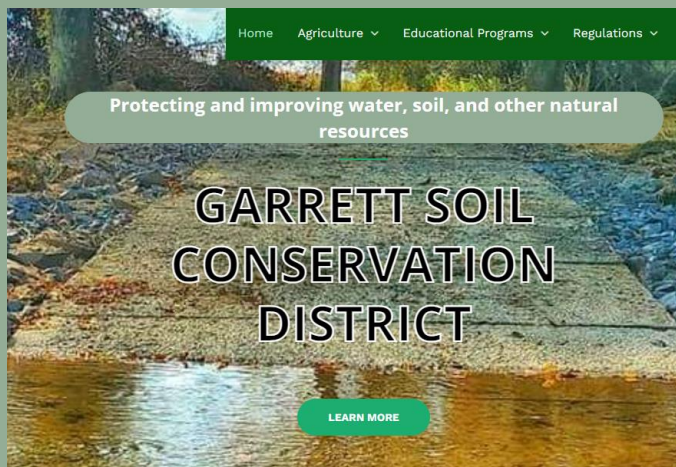 Home Agriculture Educational Programs Regulations
Protecting and improving water, soil, and other natural
resources
GARRETT SOIL
CONSERVATION
DISTRICT
LEARN MORE